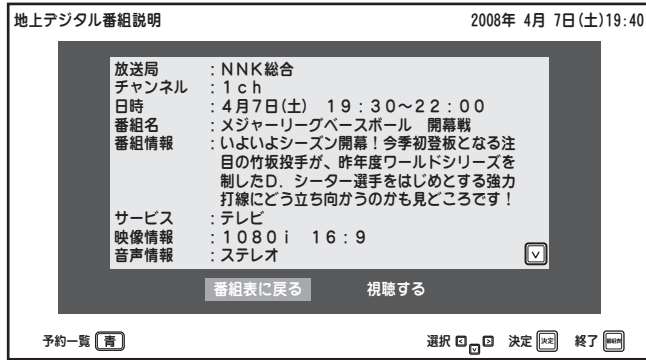 地上デジタル番組説明 2008年 4月 7日(土)19:40
放送局 :NNK総合
チャンネル :1ch
日時 :4月7日(土) 19:30～22:00
番組名 :メジャーリーグベースボール 開幕戦
番組情報 :いよいよシーズン開幕！今季初登板となる注
目の竹坂投手が、昨年度ワールドシリーズを
制したD．シーター選手をはじめとする強力
打線にどう立ち向かうのかも見どころです！
サービス :テレビ
映像情報 :1080i 16:9
音声情報 :ステレオ
番組表に戻る 視聴する
予約一覧 青 選択 決定 決定 終了 番組表